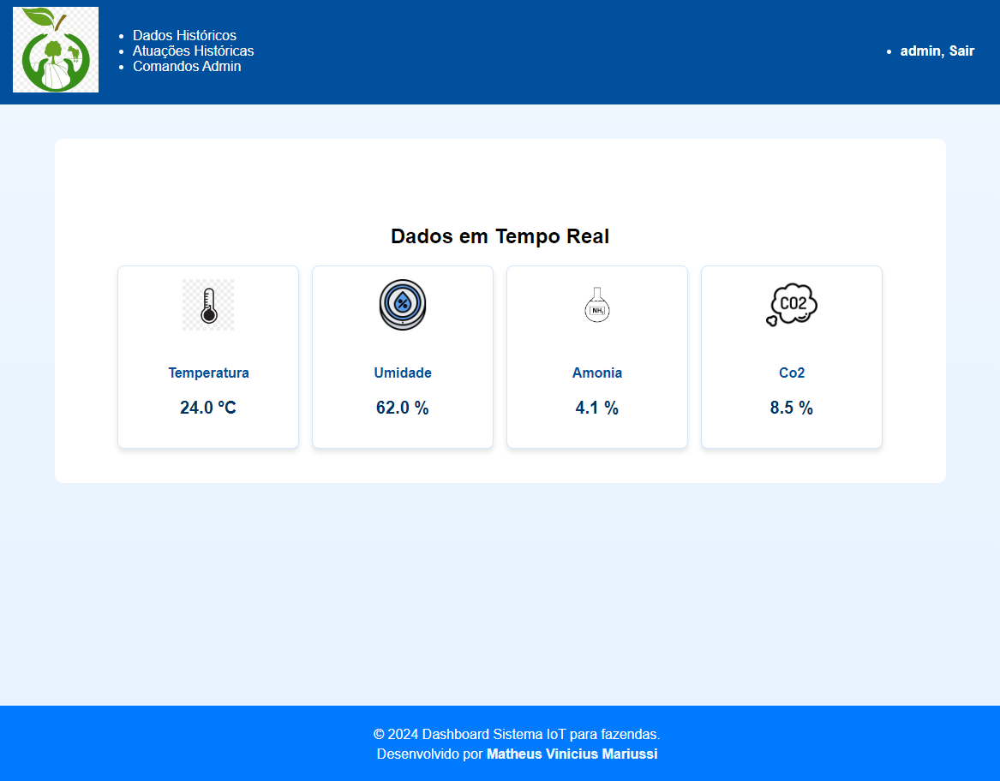 Dados Históricos
Atuações Históricas
Comandos Admin
admin, Sair
Dados em Tempo Real
%
NH3
CO2
Temperatura
Umidade
Amonia
Co2
24.0 °C
62.0 %
4.1 %
8.5 %
© 2024 Dashboard Sistema IoT para fazendas.
Desenvolvido por Matheus Vinicius Mariussi